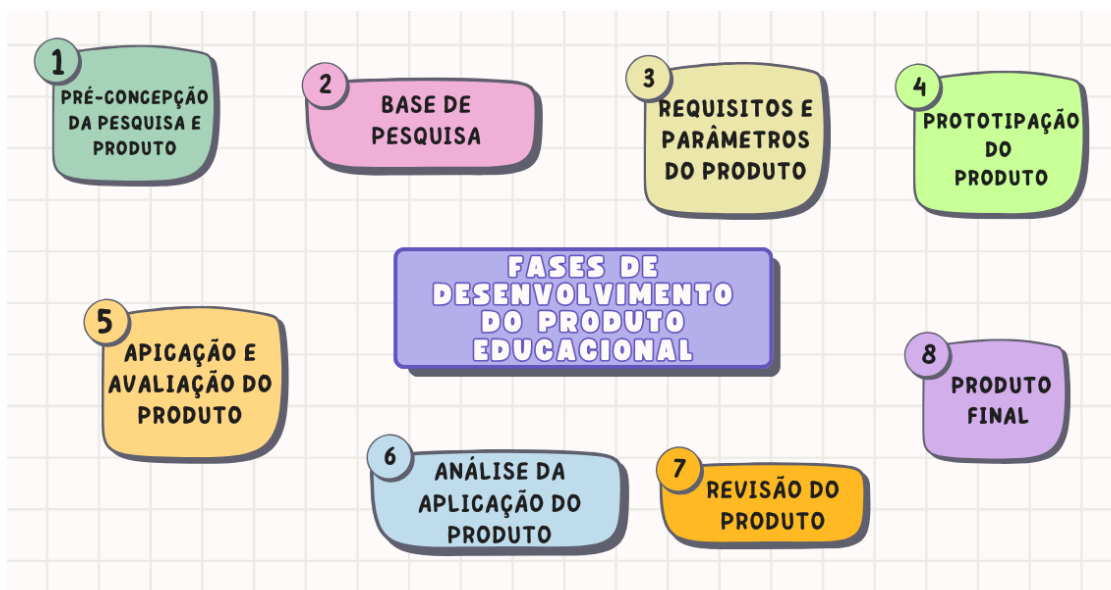 1
PRÉ-CONCEPÇÃO
DA PESQUISA E
PRODUTO
2
BASE DE
PESQUISA
3
REQUISITOS E
PARÂMETROS
DO PRODUTO
4
PROTOTIPAÇÃO
DO
PRODUTO
FASES DE
DESENVOLVIMENTO
DO PRODUTO
EDUCACIONAL
5
APICAÇÃO E
AVALIAÇÃO DO
PRODUTO
6
ANÁLISE DA
APLICAÇÃO DO
PRODUTO
7
REVISÃO DO
PRODUTO
8
PRODUTO
FINAL